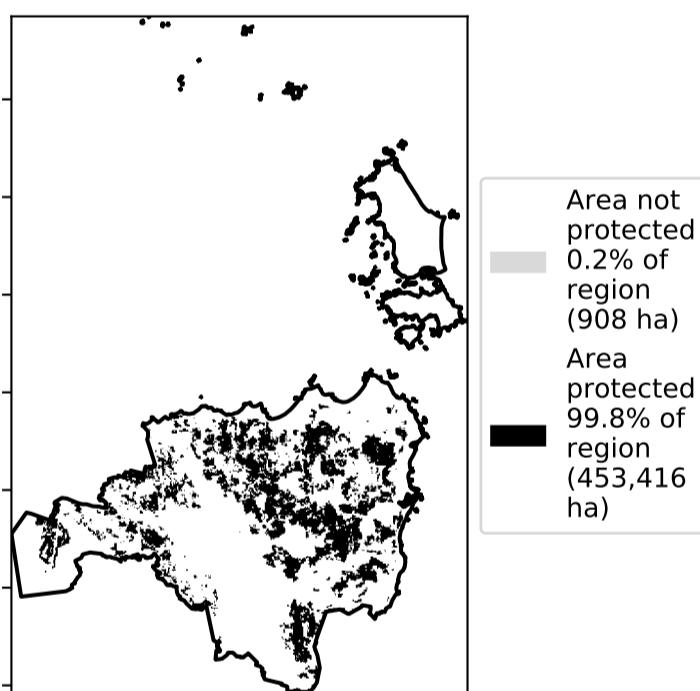 Area not
protected
0.2% of
region
(908 ha)
Area
protected
99.8% of
region
(453,416
ha)